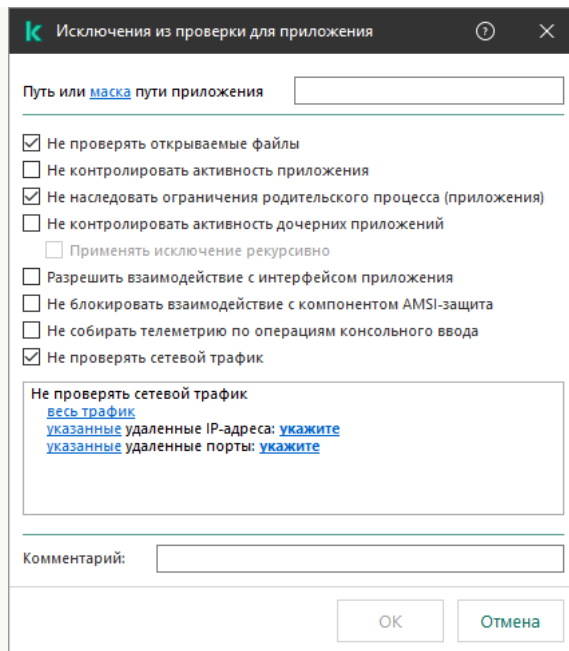 Исключения из проверки для приложения
Путь или маска пути приложения
Не проверять открываемые файлы
Не контролировать активность приложения
Не наследовать ограничения родительского процесса (приложения)
Не контролировать активность дочерних приложений
Применять исключение рекурсивно
Разрешить взаимодействие с интерфейсом приложения
Не блокировать взаимодействие с компонентом AMSI-защита
Не собирать телеметрию по операциям консольного ввода
Не проверять сетевой трафик
Не проверять сетевой трафик
весь трафик
указанные удаленные IP-адреса: укажите
указанные удаленные порты: укажите
Комментарий:
ОК Отмена